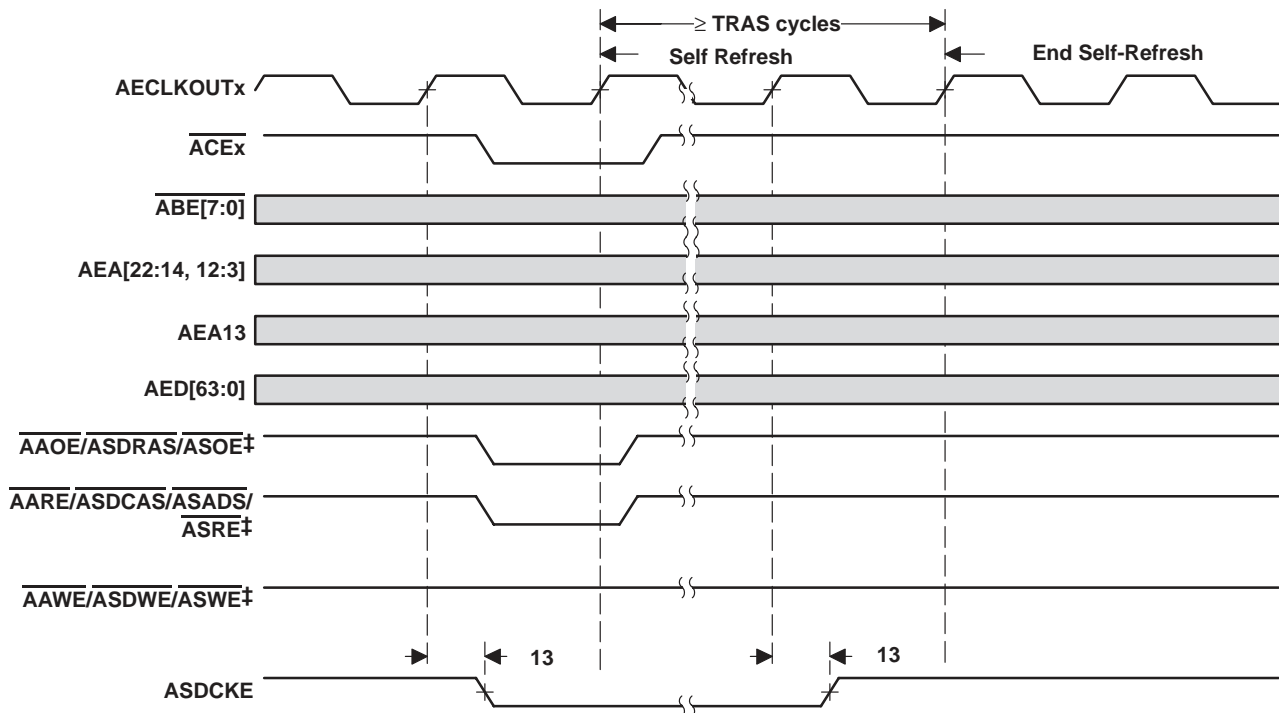 ≥ TRAS cycles
Self Refresh
End Self-Refresh
AECLKOUTx
ACEx
ABE[7:0]
AEA[22:14, 12:3]
AEA13
AED[63:0]
AAOE/ASDRAS/ASOE‡
AARE/ASDCAS/ASADS/
ASRE‡
AAWE/ASDWE/ASWE‡
13
13
ASDCKE